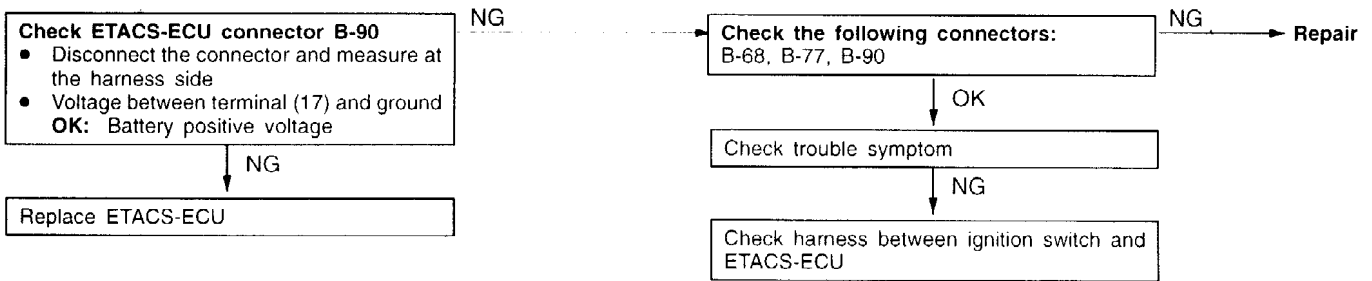 Check ETACS-ECU connector B-90
● Disconnect the connector and measure at
the harness side
● Voltage between terminal (17) and ground
OK: Battery positive voltage
NG
Check the following connectors:
B-68, B-77, B-90
NG
Repair
OK
Check trouble symptom
NG
Replace ETACS-ECU
NG
Check harness between ignition switch and
ETACS-ECU